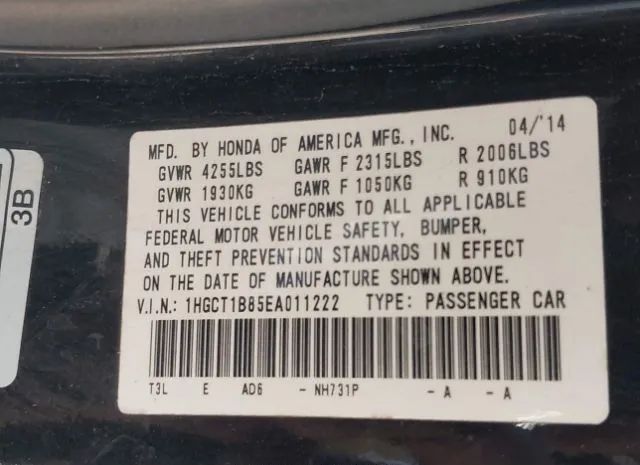 MFD. BY HONDA OF AMERICA MFG., INC. 04/'14
GVWR 4255LBS GAWR F 2315LBS R 2006LBS
GVWR 1930KG GAWR F 1050KG R 910KG
THIS VEHICLE CONFORMS TO ALL APPLICABLE
FEDERAL MOTOR VEHICLE SAFETY, BUMPER,
AND THEFT PREVENTION STANDARDS IN EFFECT
ON THE DATE OF MANUFACTURE SHOWN ABOVE.
V.I.N.: 1HGCT1B85EA011222 TYPE: PASSENGER CAR
T3L E AD6 - NH731P - A - A
3B